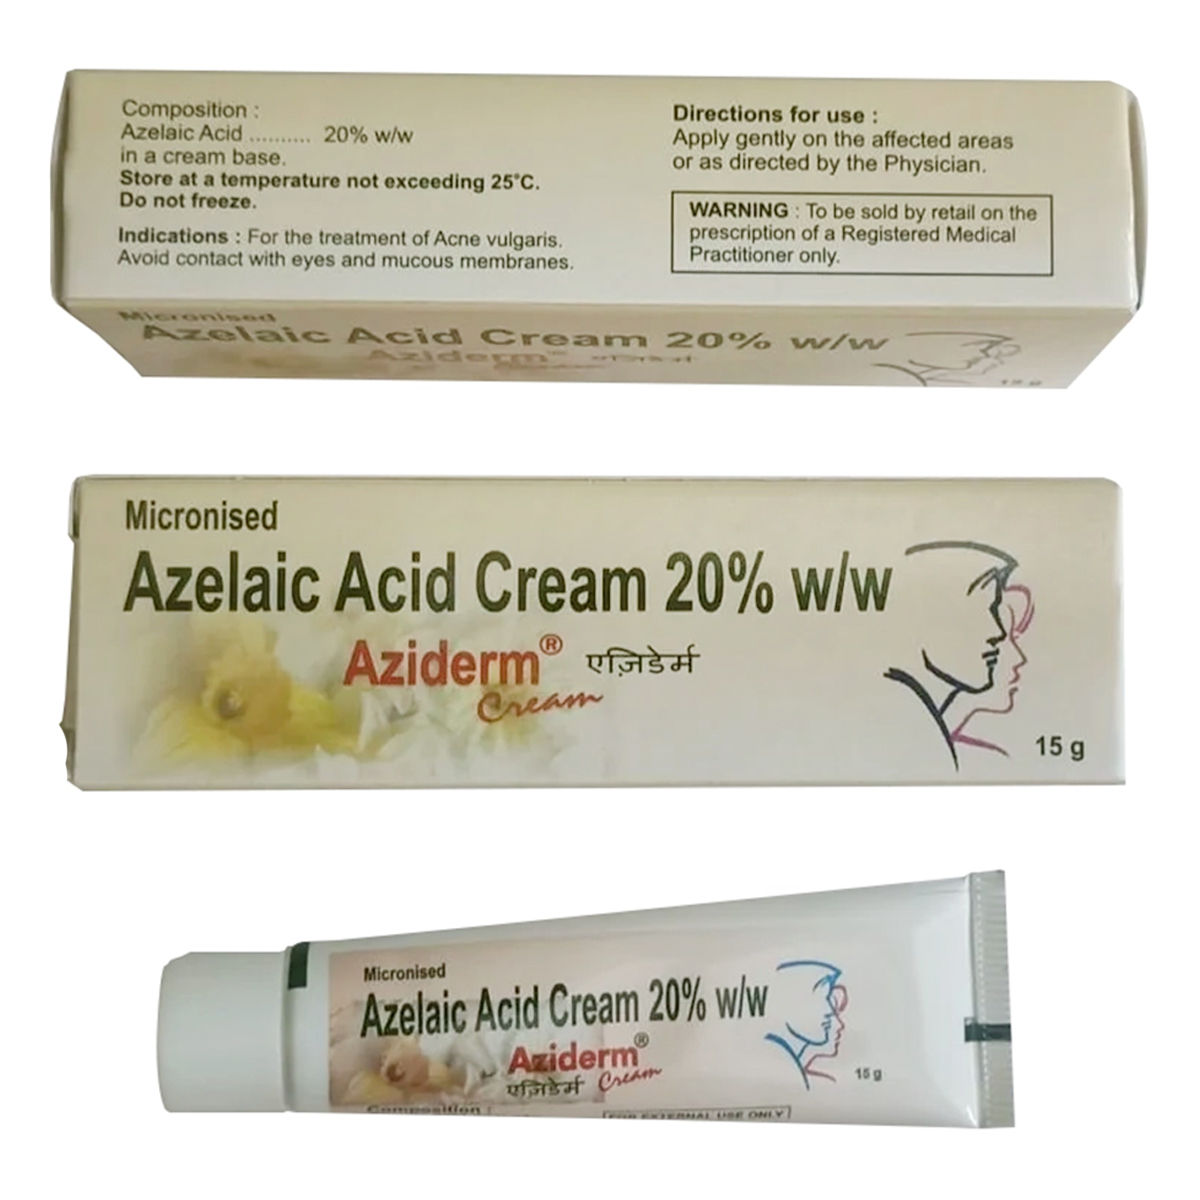 Composition :
Azelaic Acid .......... 20% w/w
in a cream base.
Store at a temperature not exceeding 25°C.
Do not freeze.
Indications : For the treatment of Acne vulgaris.
Avoid contact with eyes and mucous membranes.
Directions for use :
Apply gently on the affected areas
or as directed by the Physician.
WARNING : To be sold by retail on the
prescription of a Registered Medical
Practitioner only.
Micronised
Azelaic Acid Cream 20% w/w
Aziderm® एज़िडेर्म
Cream
15 g
Micronised
Azelaic Acid Cream 20% w/w
Aziderm® एज़िडेर्म
Cream
15 g
Micronised
Azelaic Acid Cream 20% w/w
Aziderm®
एज़िडेर्म Cream
15 g
Composition :
FOR EXTERNAL USE ONLY